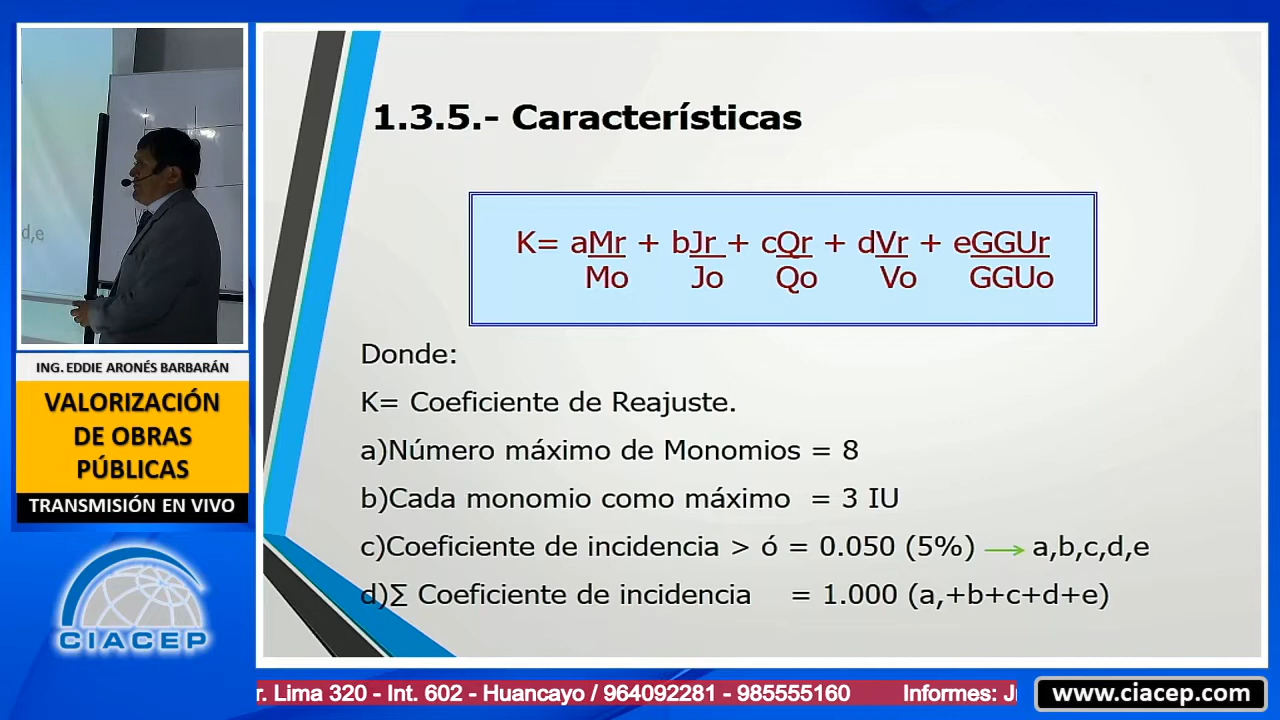 1.3.5.- Características
K= aMr + bJr + cQr + dVr + eGGUr
Mo Jo Qo Vo GGUo
Donde:
K= Coeficiente de Reajuste.
a)Número máximo de Monomios = 8
b)Cada monomio como máximo = 3 IU
c)Coeficiente de incidencia > ó = 0.050 (5%) → a,b,c,d,e
d)∑ Coeficiente de incidencia = 1.000 (a,+b+c+d+e)
d,e
ING. EDDIE ARONÉS BARBARÁN
VALORIZACIÓN
DE OBRAS
PÚBLICAS
TRANSMISIÓN EN VIVO
CIACEP
r. Lima 320 - Int. 602 - Huancayo / 964092281 - 985555160 Informes: J
www.ciacep.com